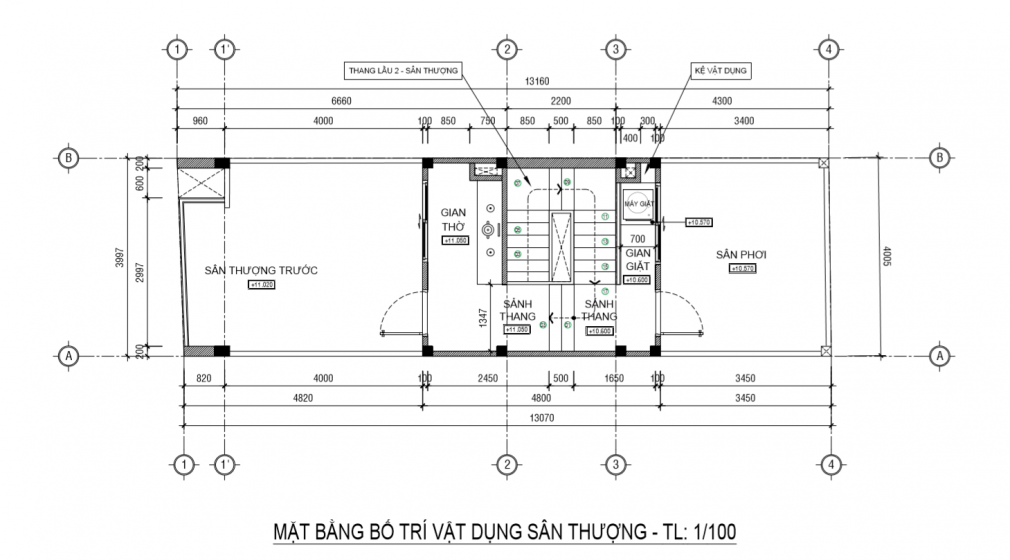 1 1' 2 3 4
THANG LẦU 2 - SÂN THƯỢNG
KỆ VẬT DỤNG
13160
6660 2200 4300
960 4000 100 850 750 850 500 850 100 300 3400
400 100
B B
200
600
MÁY GIẶT
GIAN
THỜ
+11.050
+10.570
700
3997
2997
4005
SÂN THƯỢNG TRƯỚC
+11.020
GIAN
GIẶT
+10.600
SÂN PHƠI
+10.570
1347
SẢNH
THANG
+11.050
SẢNH
THANG
+10.600
200
A A
820 4000 100 2450 500 1650 100 3450
4820 4800 3450
13070
1 1' 2 3 4
MẶT BẰNG BỐ TRÍ VẬT DỤNG SÂN THƯỢNG - TL: 1/100